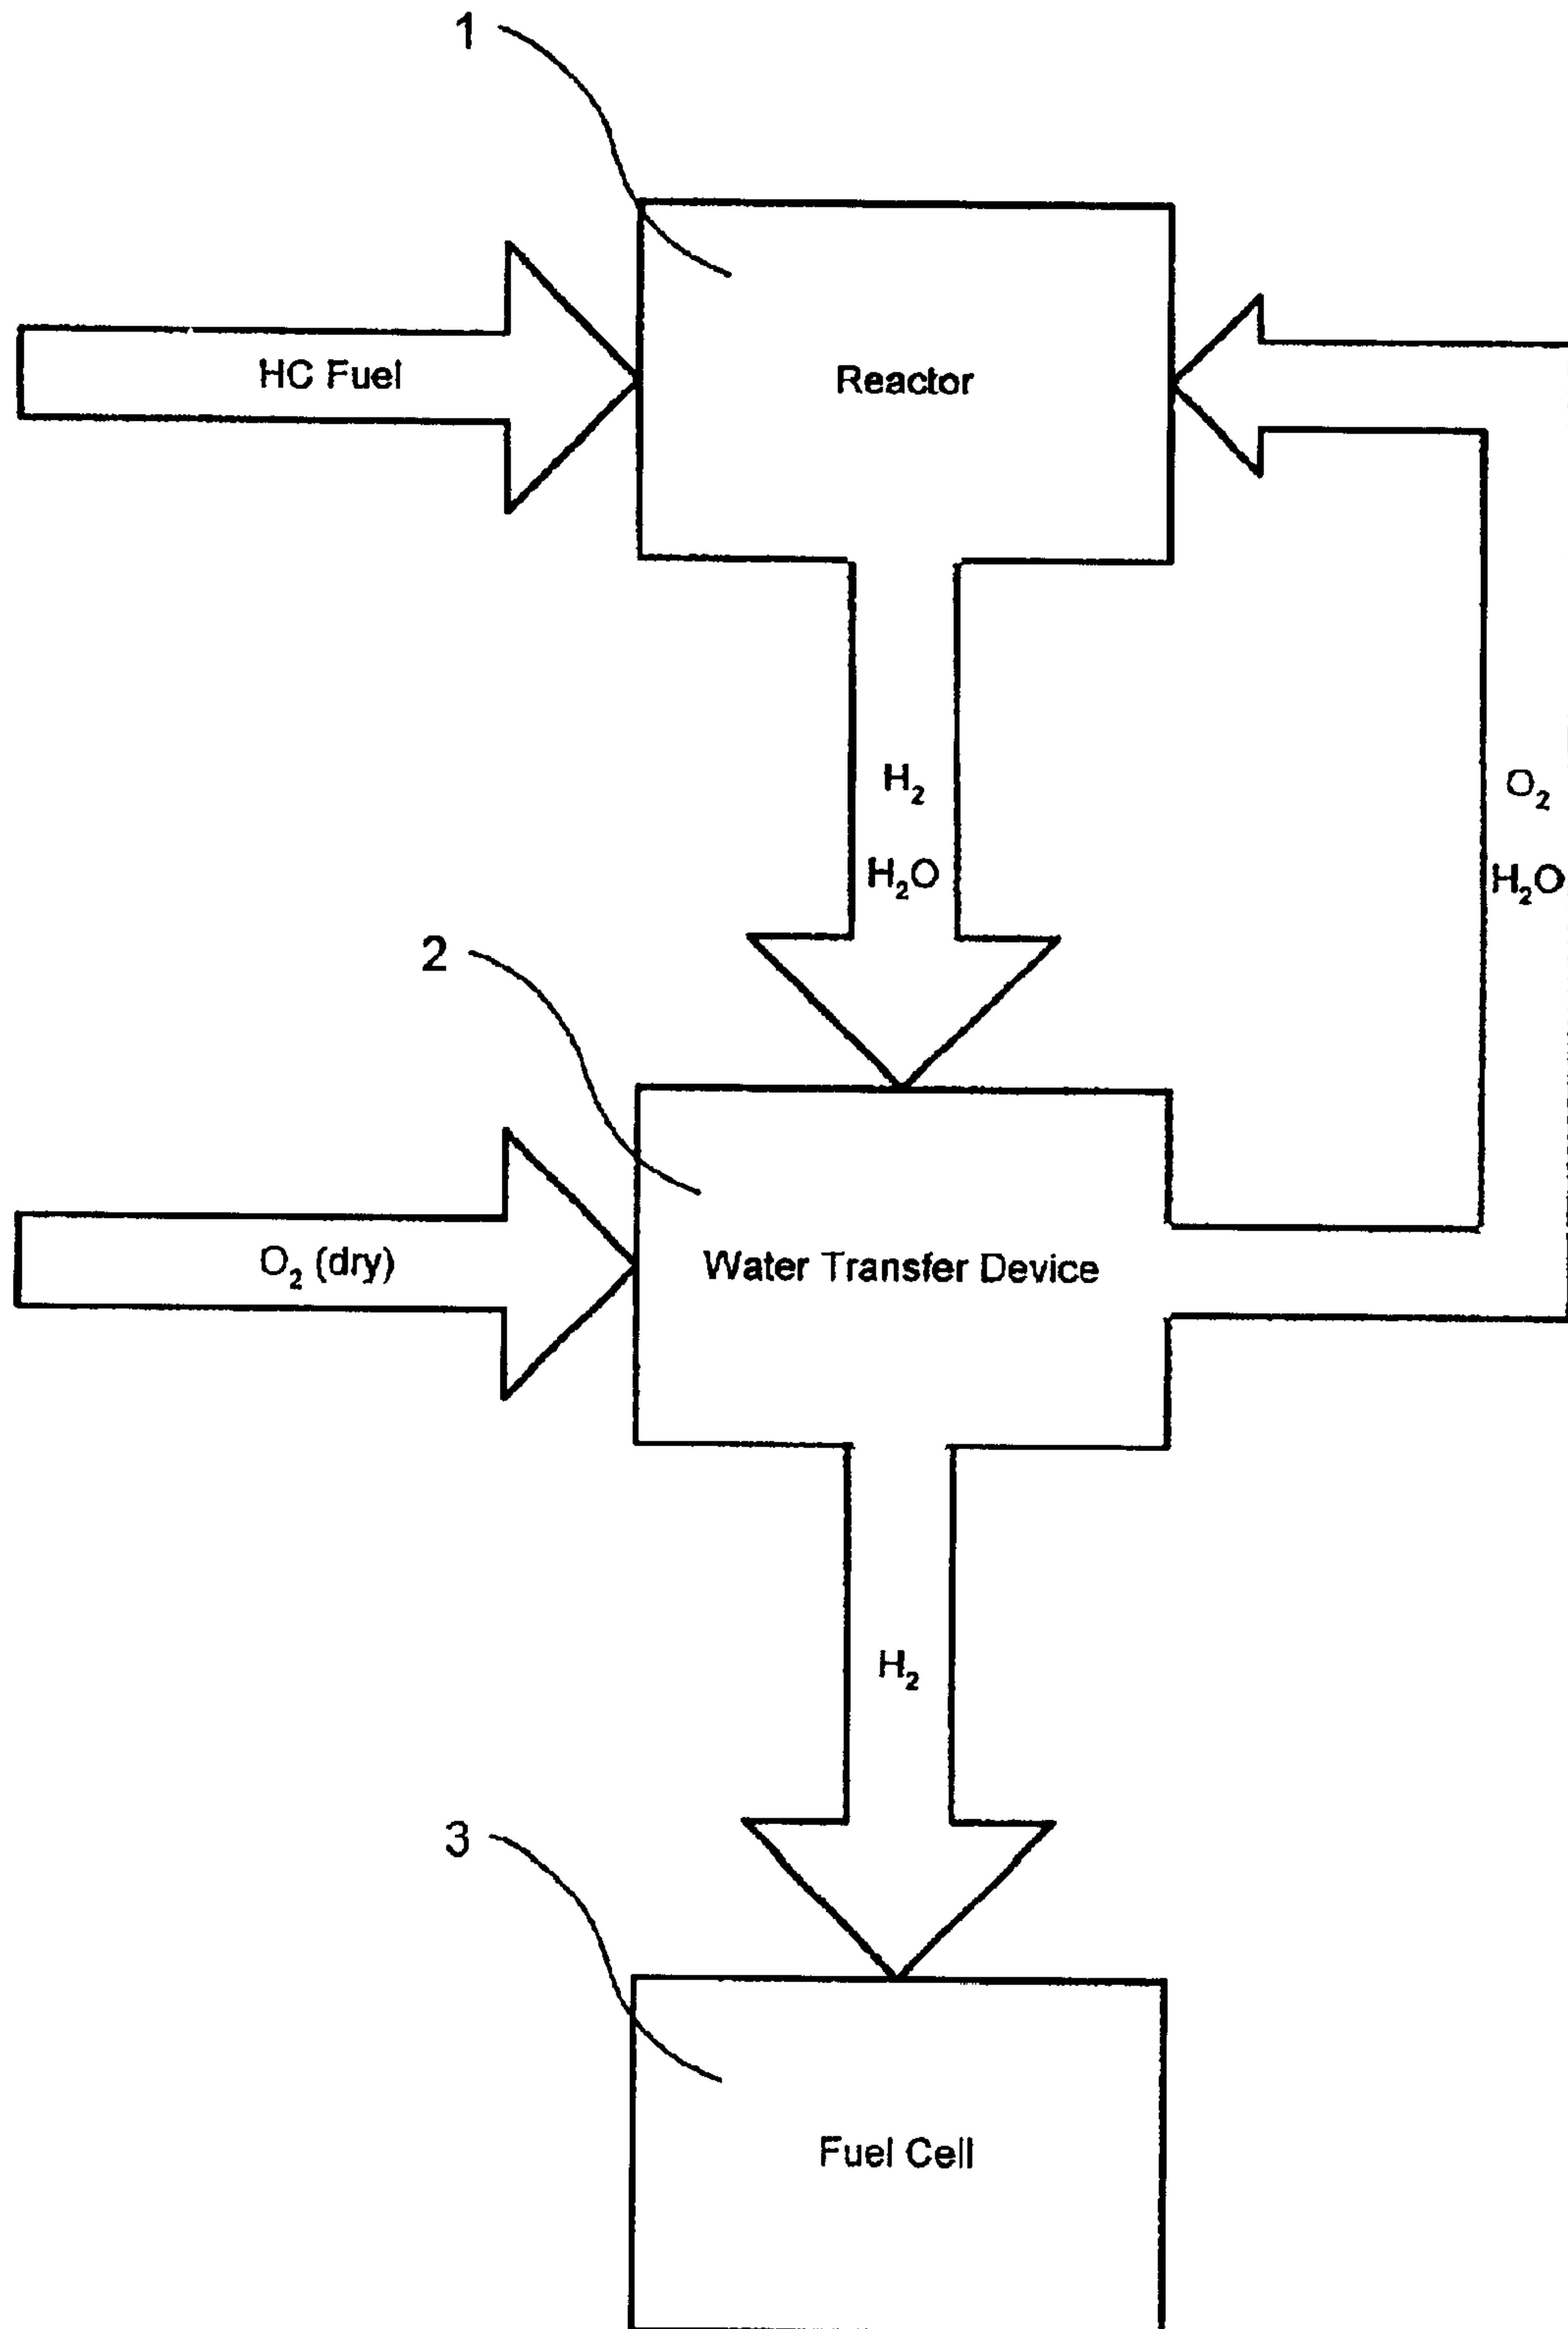 1
HC Fuel
Reactor
H₂
H₂O
O₂
H₂O
2
O₂ (dry)
Water Transfer Device
H₂
3
Fuel Cell